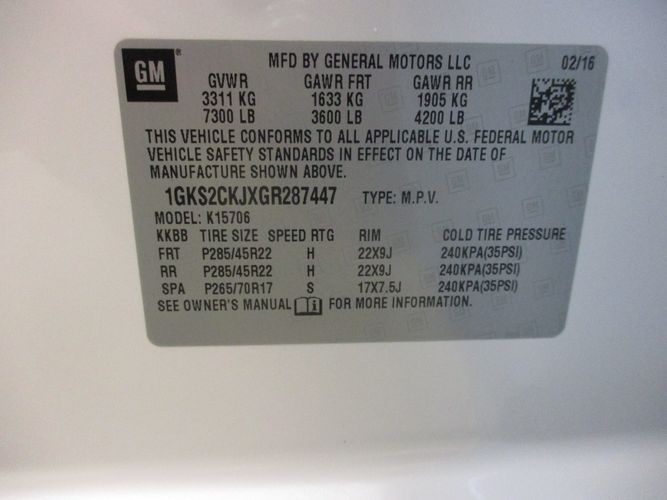 GM
MFD BY GENERAL MOTORS LLC 02/16
GVWR GAWR FRT GAWR RR
3311 KG 1633 KG 1905 KG
7300 LB 3600 LB 4200 LB
THIS VEHICLE CONFORMS TO ALL APPLICABLE U.S. FEDERAL MOTOR
VEHICLE SAFETY STANDARDS IN EFFECT ON THE DATE OF
MANUFACTURE SHOWN ABOVE.
1GKS2CKJXGR287447 TYPE: M.P.V.
MODEL: K15706
KKBB TIRE SIZE SPEED RTG RIM COLD TIRE PRESSURE
FRT P285/45R22 H 22X9J 240KPA(35PSI)
RR P285/45R22 H 22X9J 240KPA(35PSI)
SPA P265/70R17 S 17X7.5J 240KPA(35PSI)
SEE OWNER'S MANUAL i FOR MORE INFORMATION.